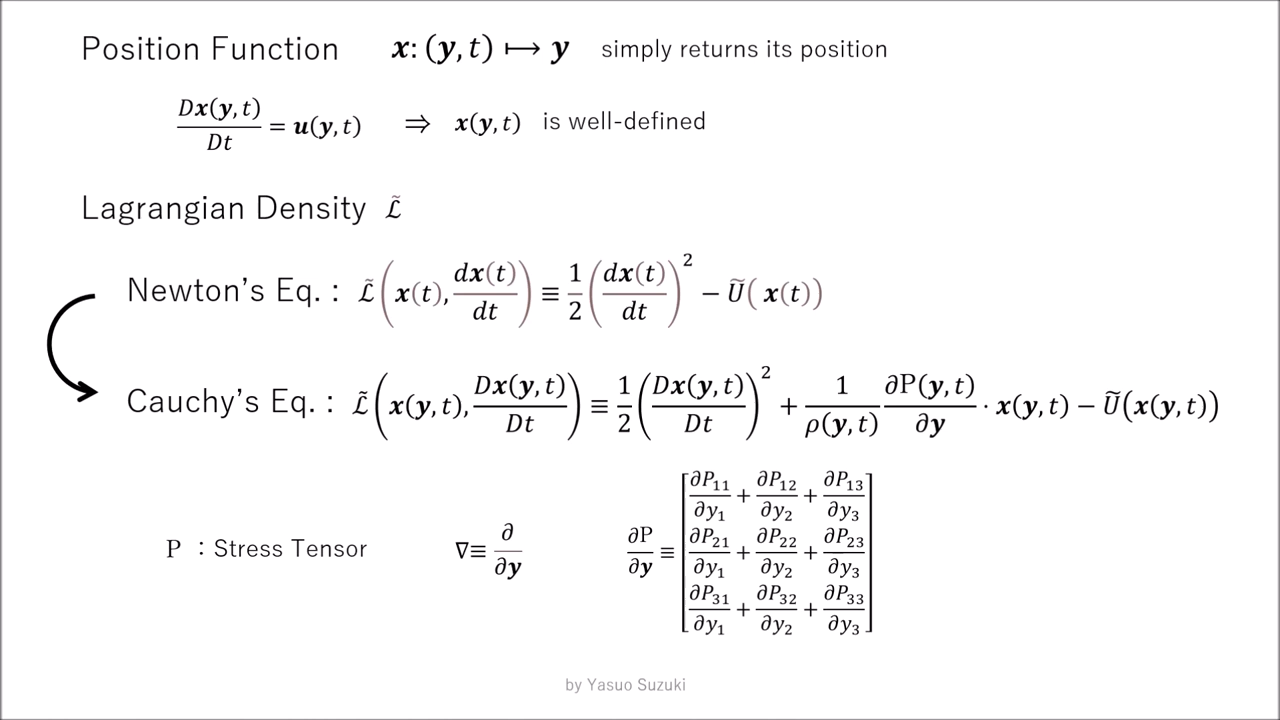 Position Function 𝒙: (𝒚, t) ⟼ 𝒚 simply returns its position
D𝒙(𝒚, t)/Dt = 𝒖(𝒚, t) ⇒ 𝒙(𝒚, t) is well-defined
Lagrangian Density ℒ̃
Newton's Eq. : ℒ̃(𝒙(t), d𝒙(t)/dt) ≡ 1/2 (d𝒙(t)/dt)² − Ũ( 𝒙(t))
Cauchy's Eq. : ℒ̃(𝒙(𝒚, t), D𝒙(𝒚, t)/Dt) ≡ 1/2 (D𝒙(𝒚, t)/Dt)² + 1/ρ(𝒚, t) ∂P(𝒚, t)/∂𝒚 · 𝒙(𝒚, t) − Ũ(𝒙(𝒚, t))
P : Stress Tensor ∇≡ ∂/∂𝒚 ∂P/∂𝒚 ≡ [∂P₁₁/∂y₁ + ∂P₁₂/∂y₂ + ∂P₁₃/∂y₃
∂P₂₁/∂y₁ + ∂P₂₂/∂y₂ + ∂P₂₃/∂y₃
∂P₃₁/∂y₁ + ∂P₃₂/∂y₂ + ∂P₃₃/∂y₃]
by Yasuo Suzuki